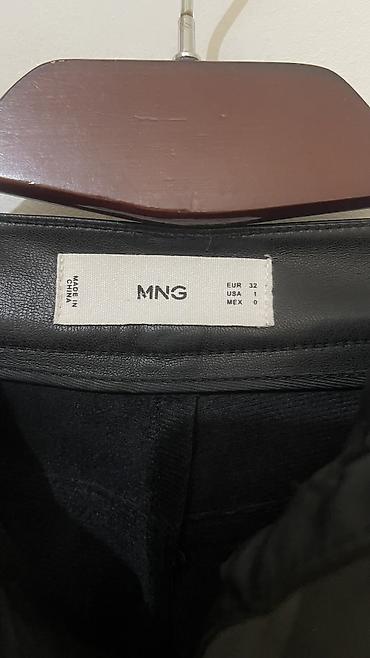 MADE IN
CHINA
MNG
EUR 32
USA 1
MEX 0